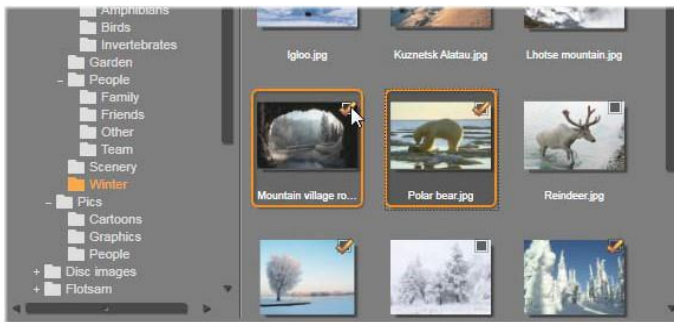 Amphibians
Birds
Invertebrates
Garden
- People
Family
Friends
Other
Team
Scenery
Winter
- Pics
Cartoons
Graphics
People
+ Disc images
+ Flotsam
Igloo.jpg
Kuznetsk Alatau.jpg
Lhotse mountain.jpg
Mountain village ro...
Polar bear.jpg
Reindeer.jpg